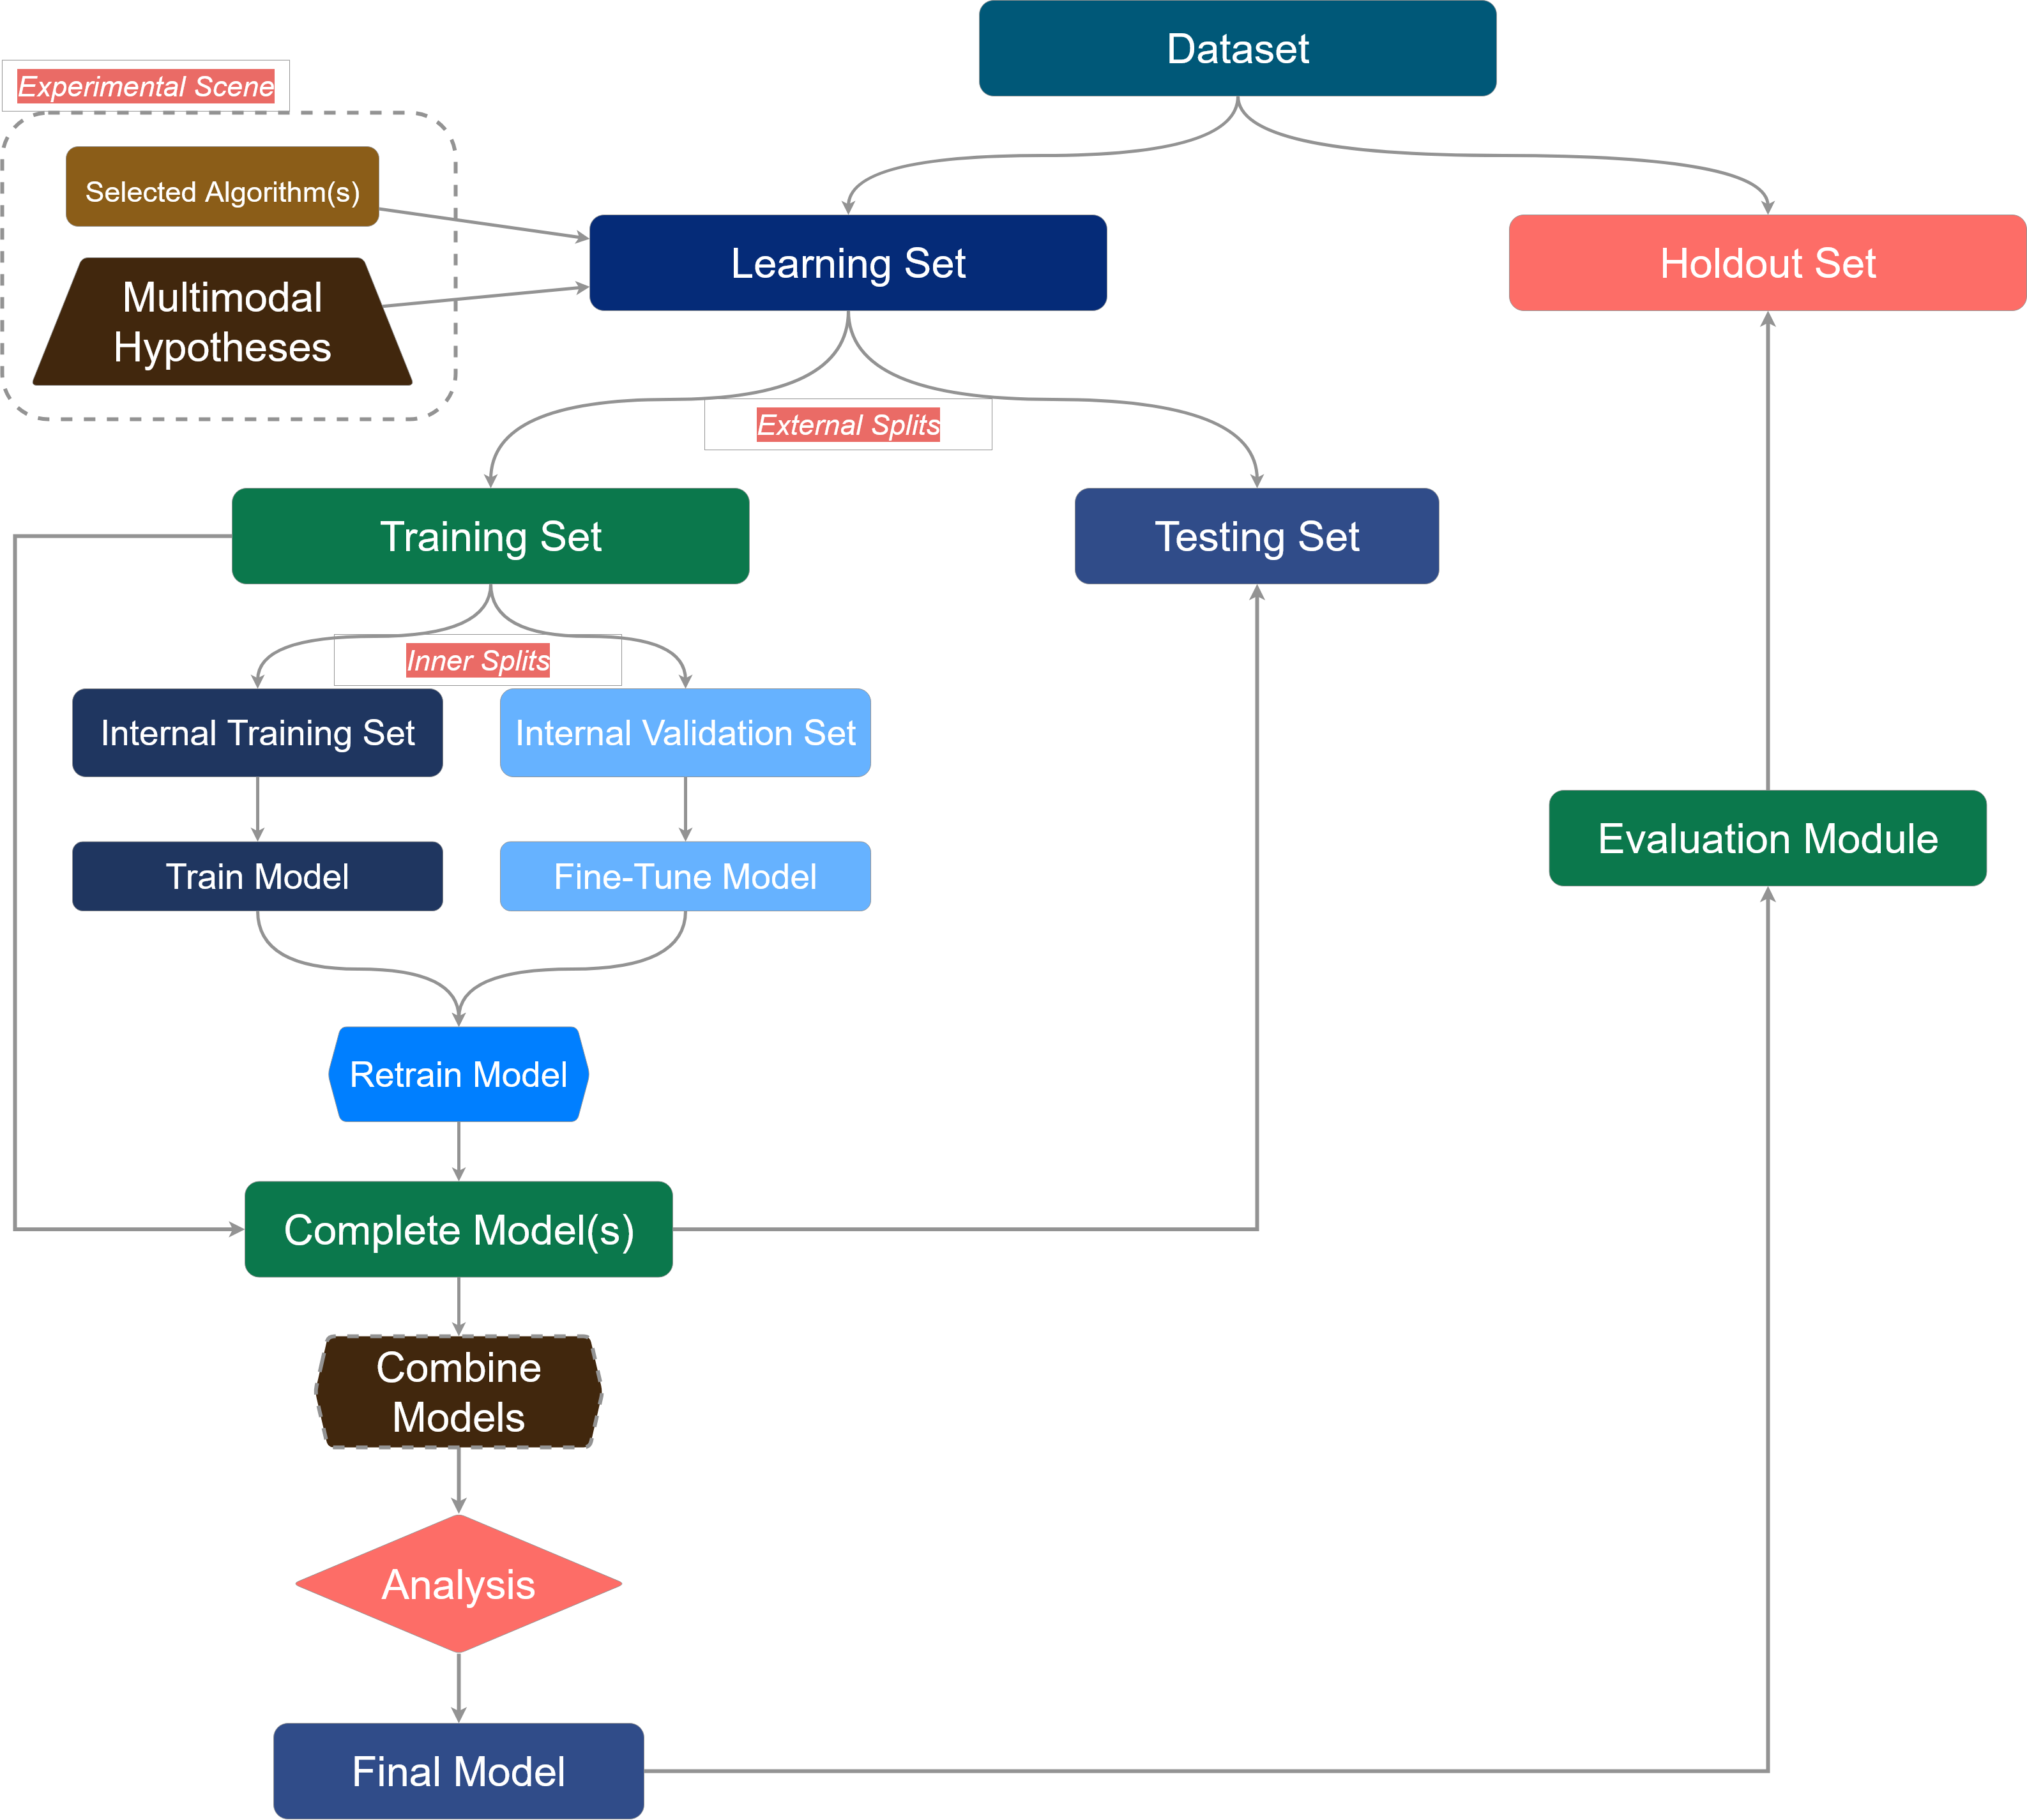 Dataset
Experimental Scene
Selected Algorithm(s)
Learning Set
Holdout Set
Multimodal
Hypotheses
External Splits
Training Set
Testing Set
Inner Splits
Internal Training Set
Internal Validation Set
Evaluation Module
Train Model
Fine-Tune Model
Retrain Model
Complete Model(s)
Combine
Models
Analysis
Final Model